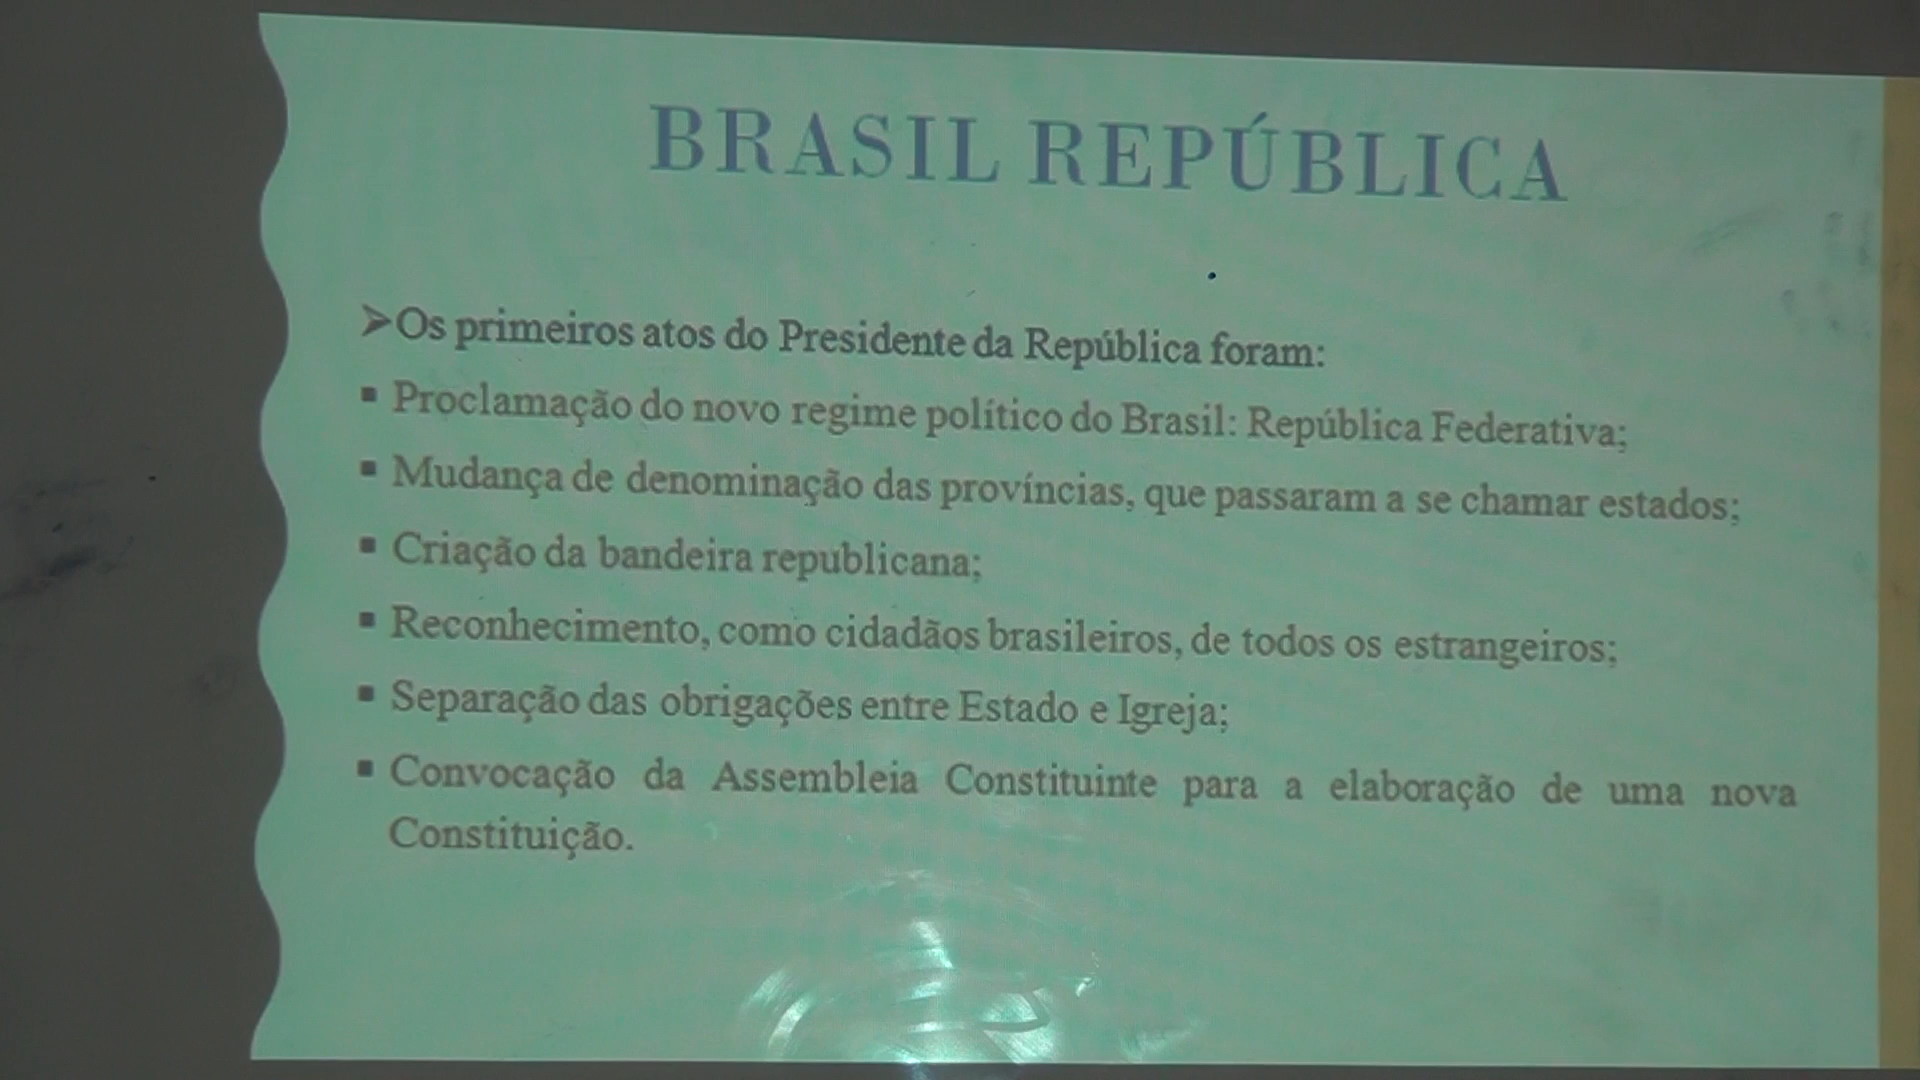 BRASIL REPÚBLICA
➤Os primeiros atos do Presidente da República foram:
▪ Proclamação do novo regime político do Brasil: República Federativa;
▪ Mudança de denominação das províncias, que passaram a se chamar estados;
▪ Criação da bandeira republicana;
▪ Reconhecimento, como cidadãos brasileiros, de todos os estrangeiros;
▪ Separação das obrigações entre Estado e Igreja;
▪ Convocação da Assembleia Constituinte para a elaboração de uma nova
Constituição.